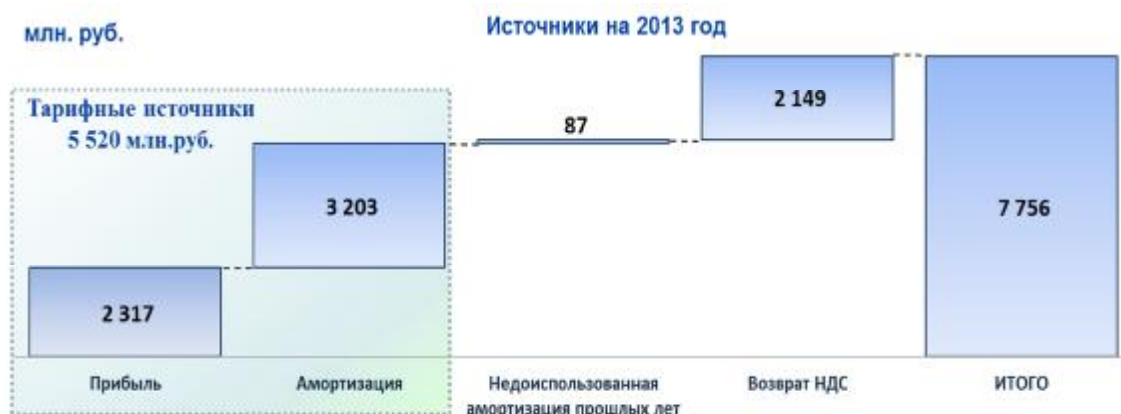 млн. руб.
Источники на 2013 год
Тарифные источники
5 520 млн.руб.
2 317
3 203
87
2 149
7 756
Прибыль
Амортизация
Недоиспользованная
амортизация прошлых лет
Возврат НДС
ИТОГО